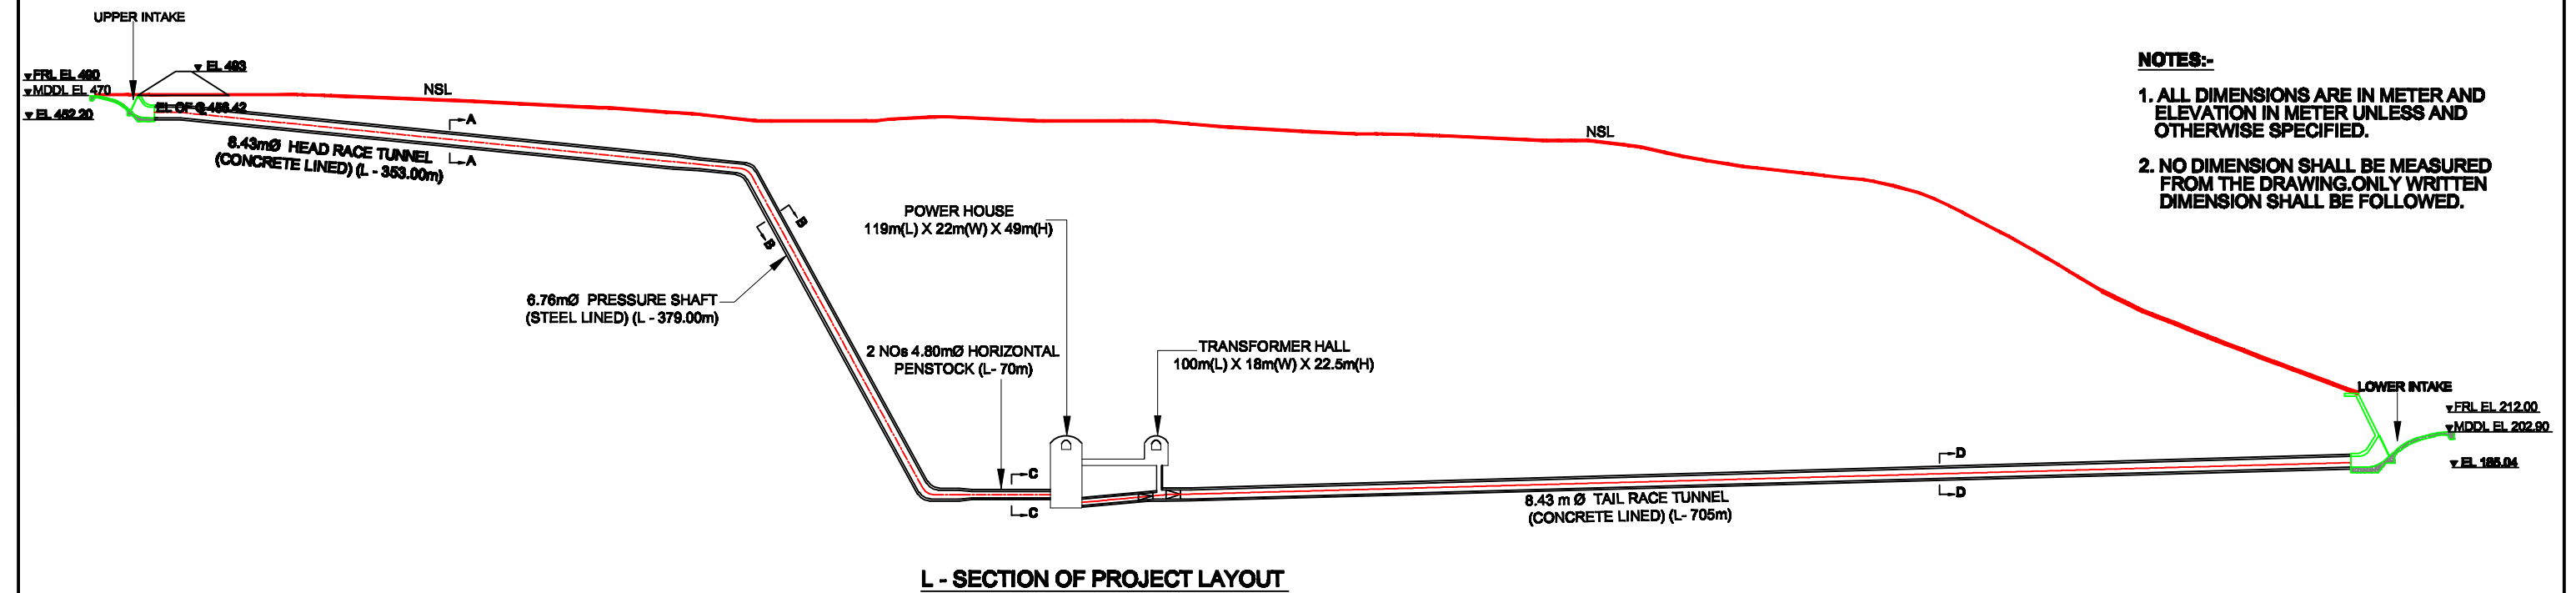 UPPER INTAKE
EL 493
FRL EL 490
MDDL EL 470
EL 452.20
EL OF ȼ 456.42
NSL
A
A
8.43mØ HEAD RACE TUNNEL
(CONCRETE LINED) (L - 353.00m)
B
B
6.76mØ PRESSURE SHAFT
(STEEL LINED) (L - 379.00m)
POWER HOUSE
119m(L) X 22m(W) X 49m(H)
2 NOs 4.80mØ HORIZONTAL
PENSTOCK (L- 70m)
C
C
TRANSFORMER HALL
100m(L) X 18m(W) X 22.5m(H)
NSL
D
D
8.43 m Ø TAIL RACE TUNNEL
(CONCRETE LINED) (L- 705m)
LOWER INTAKE
FRL EL 212.00
MDDL EL 202.90
NOTES:-
1. ALL DIMENSIONS ARE IN METER AND
ELEVATION IN METER UNLESS AND
OTHERWISE SPECIFIED.
2. NO DIMENSION SHALL BE MEASURED
FROM THE DRAWING.ONLY WRITTEN
DIMENSION SHALL BE FOLLOWED.
L - SECTION OF PROJECT LAYOUT